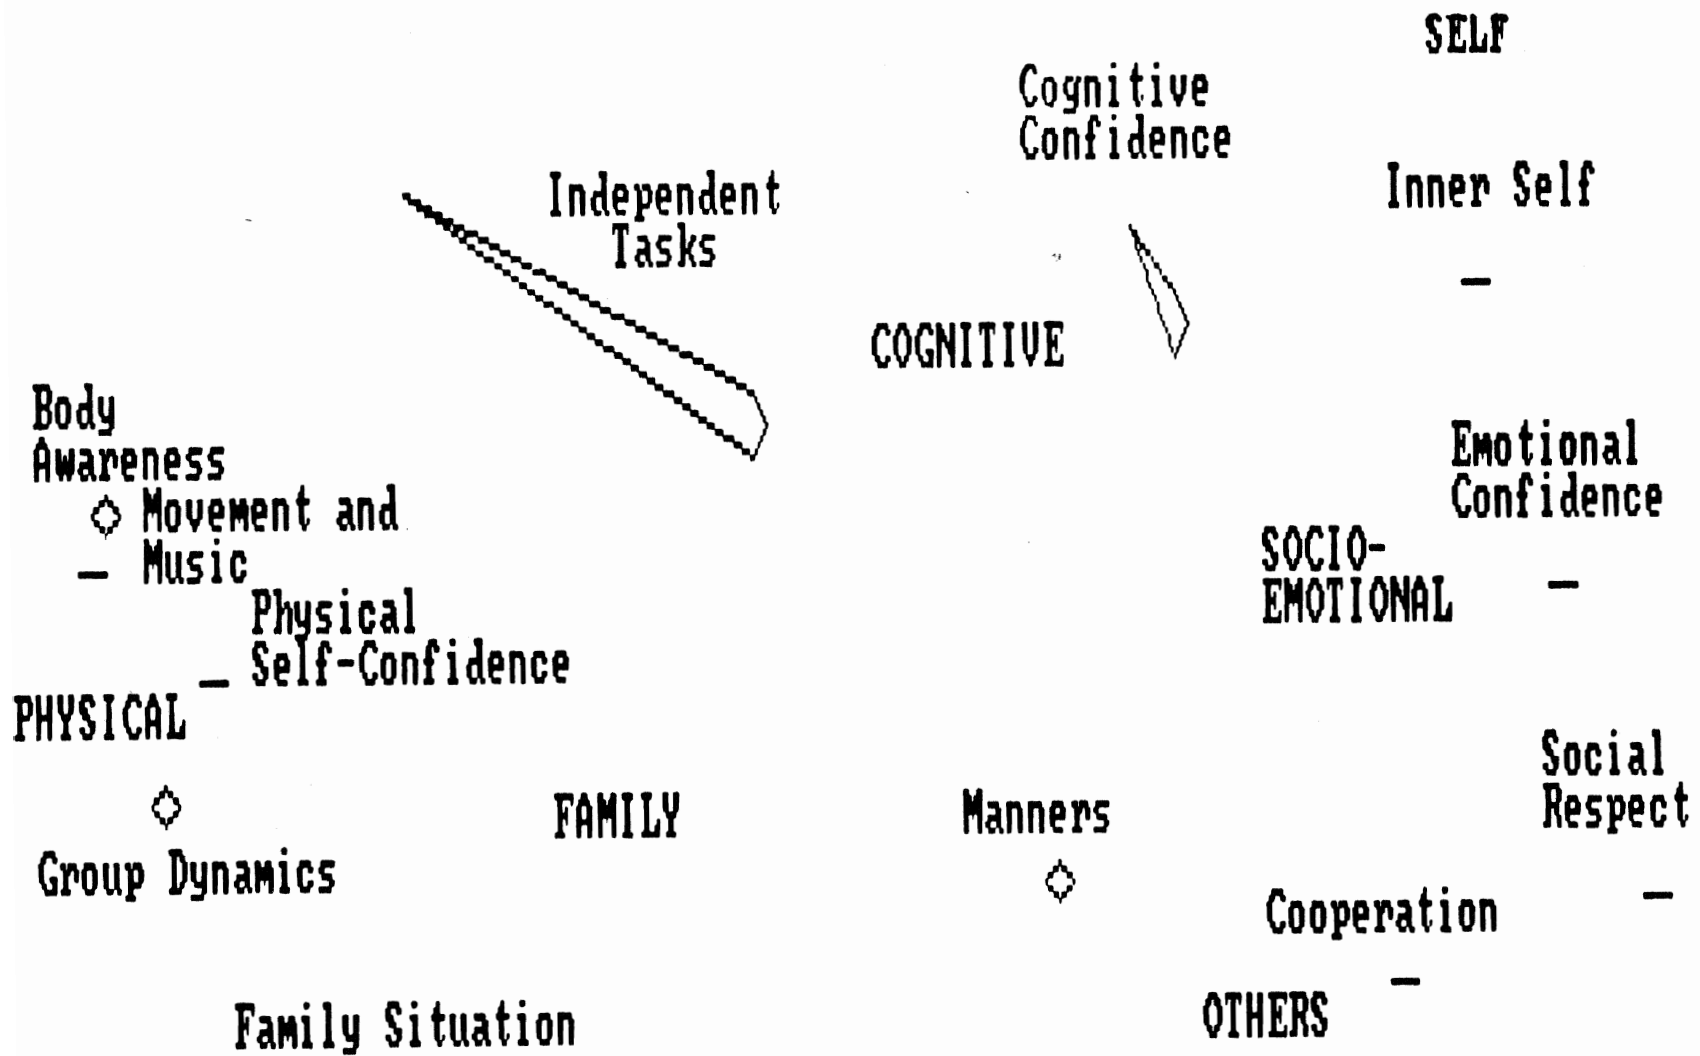 SELF
Cognitive
Confidence
Independent
Tasks
Inner Self
COGNITIVE
Body
Awareness
Movement and
Music
Emotional
Confidence
SOCIO-
EMOTIONAL
Physical
Self-Confidence
PHYSICAL
Social
Respect
FAMILY
Manners
Group Dynamics
Cooperation
Family Situation
OTHERS